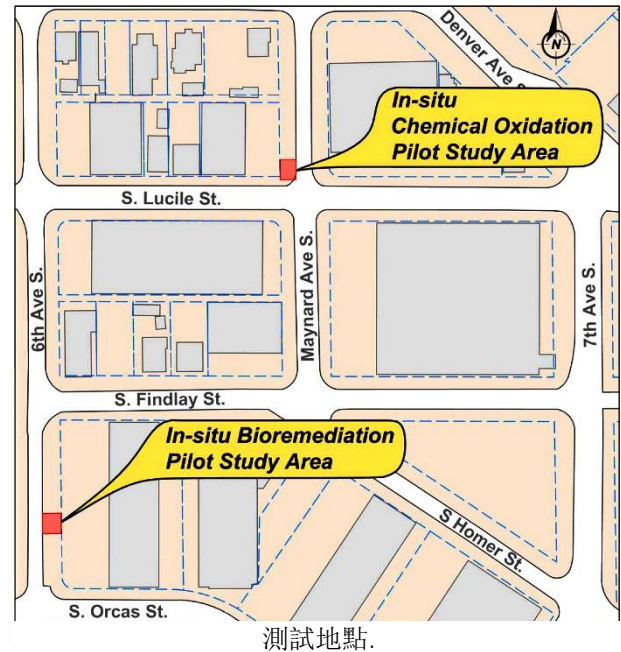 Denver Ave S.
N
In-situ
Chemical Oxidation
Pilot Study Area
S. Lucile St.
6th Ave S.
Maynard Ave S.
7th Ave S.
S. Findlay St.
In-situ Bioremediation
Pilot Study Area
S Homer St.
S. Orcas St.
測試地點.